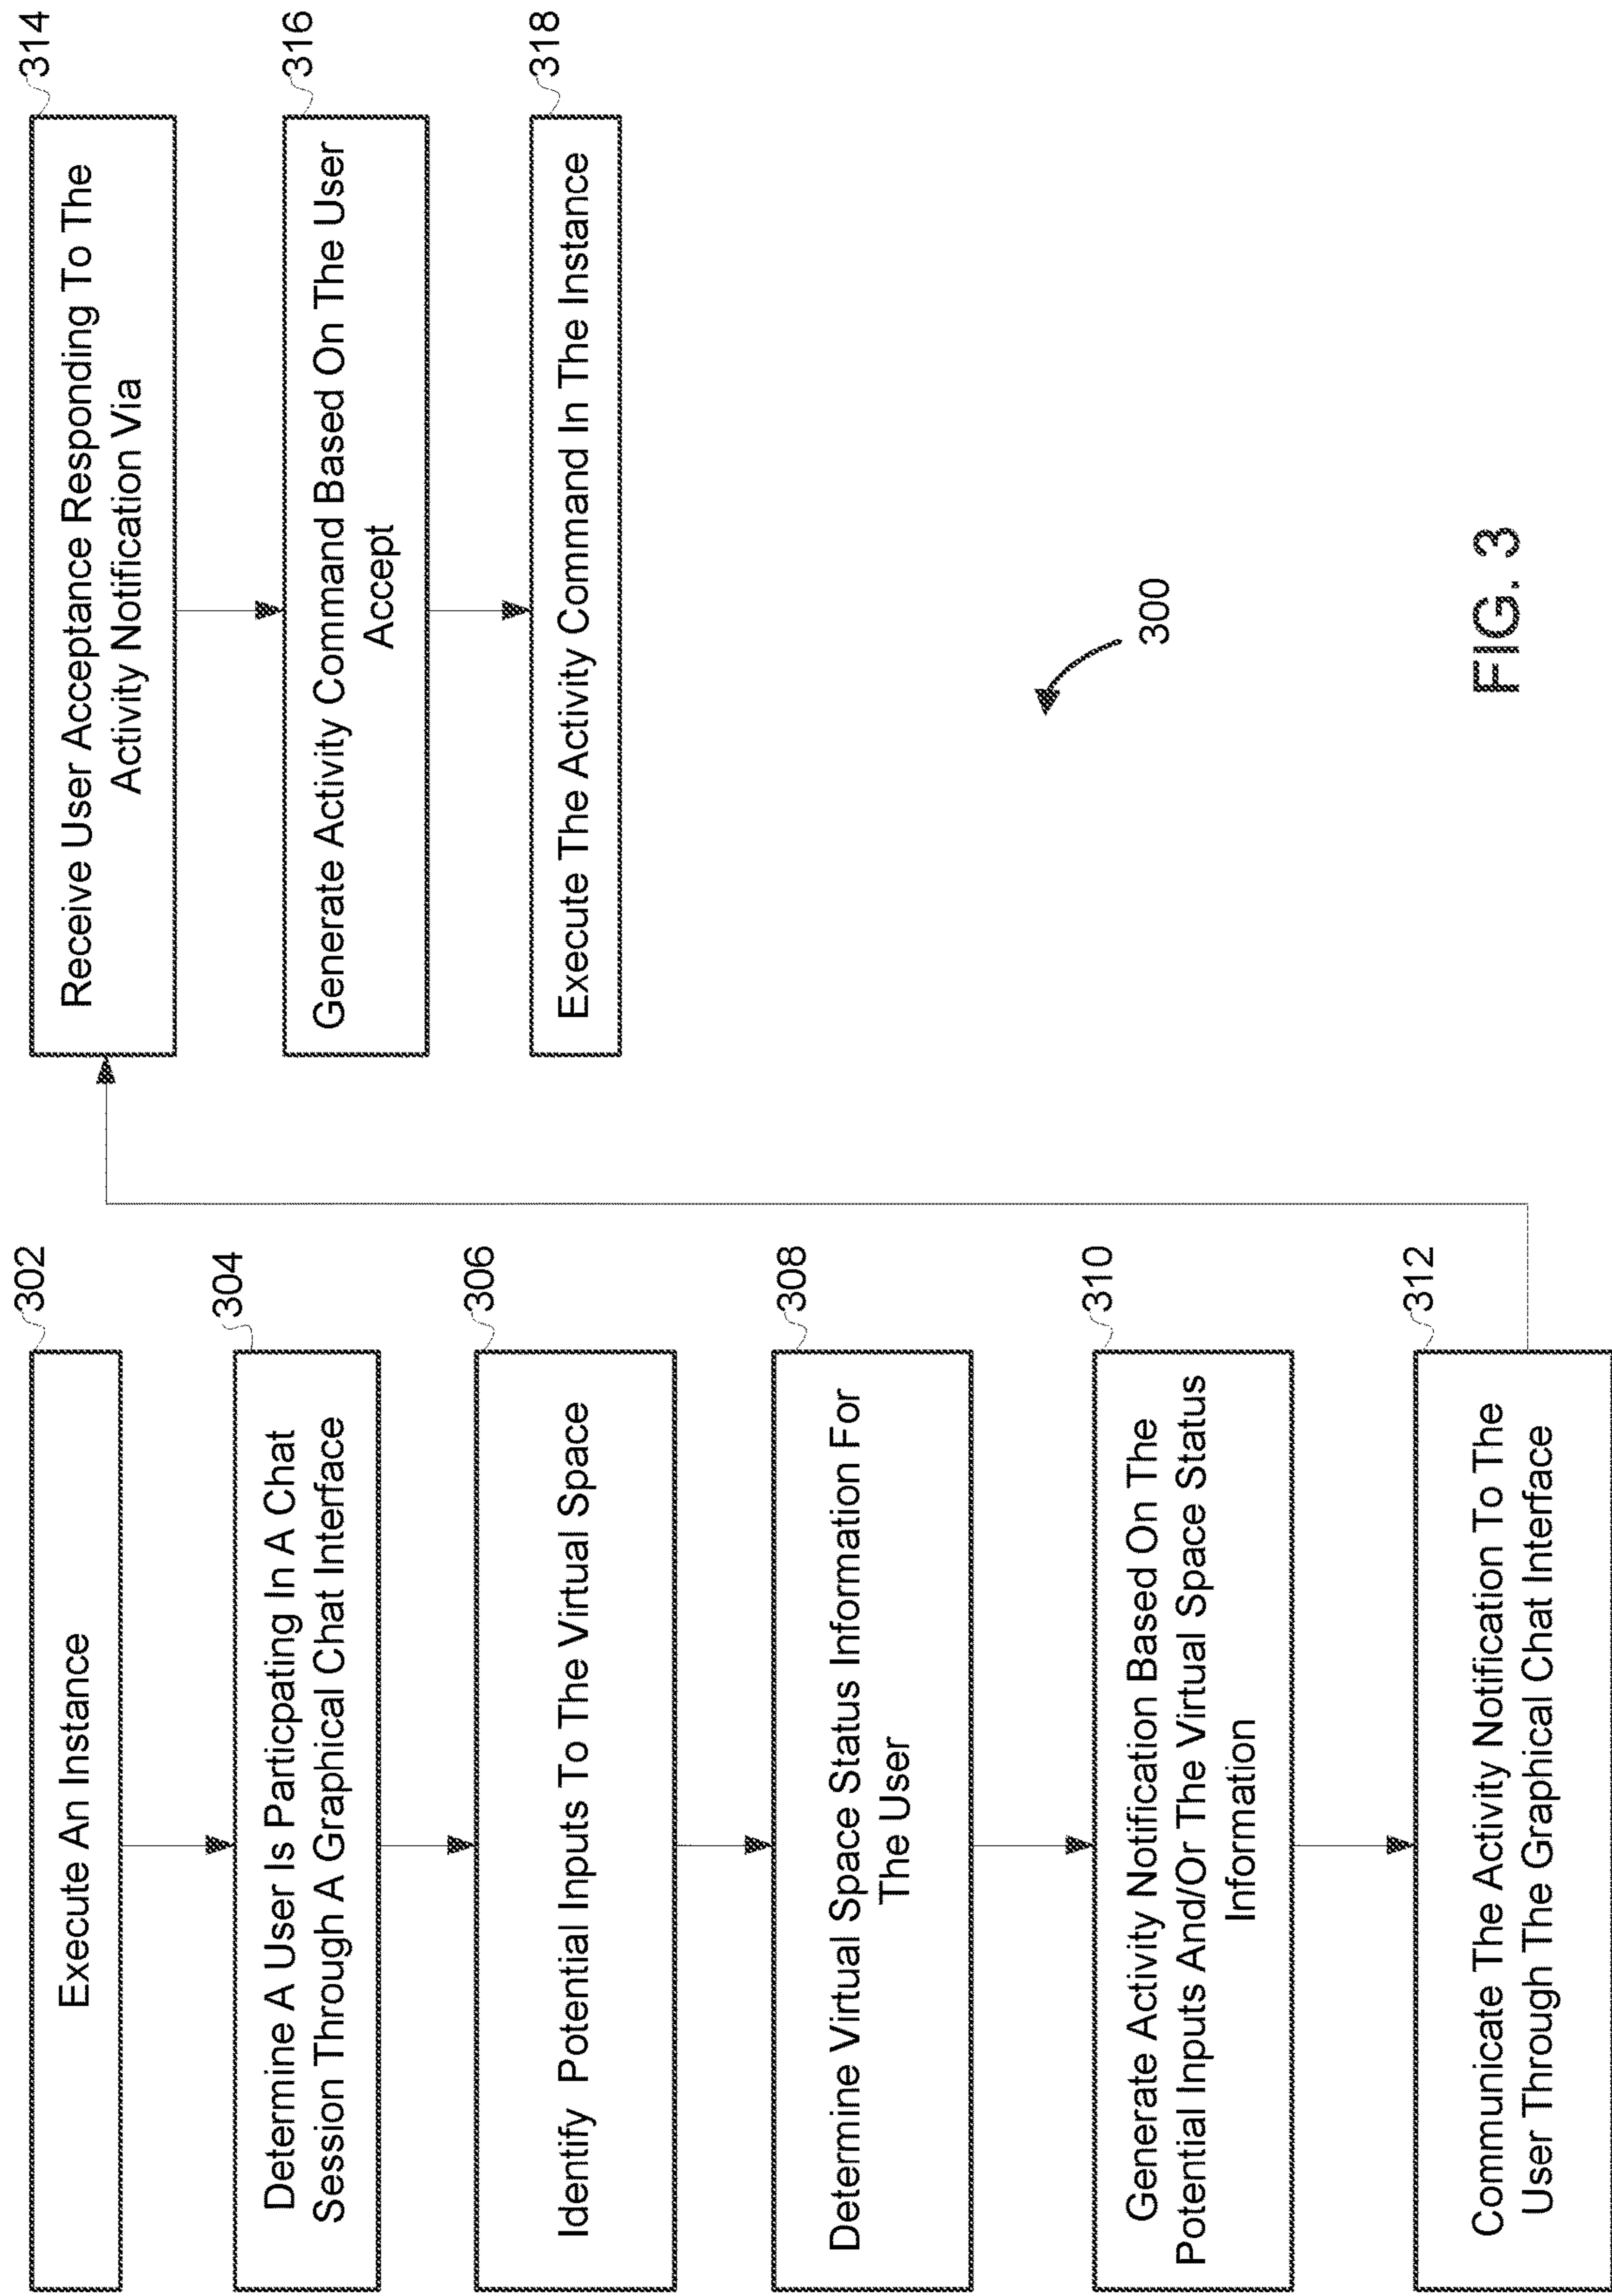 302
Execute An Instance
304
Determine A User Is Particpating In A Chat
Session Through A Graphical Chat Interface
306
Identify Potential Inputs To The Virtual Space
308
Determine Virtual Space Status Information For
The User
310
Generate Activity Notification Based On The
Potential Inputs And/Or The Virtual Space Status
Information
312
Communicate The Activity Notification To The
User Through The Graphical Chat Interface
314
Receive User Acceptance Responding To The
Activity Notification Via
316
Generate Activity Command Based On The User
Accept
318
Execute The Activity Command In The Instance
300
FIG. 3